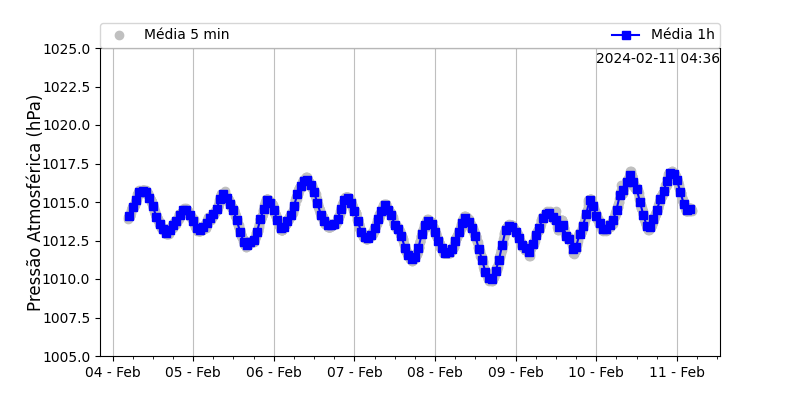 Média 5 min
Média 1h
2024-02-11 04:36
Pressão Atmosférica (hPa)
1025.0
1022.5
1020.0
1017.5
1015.0
1012.5
1010.0
1007.5
1005.0
04 - Feb
05 - Feb
06 - Feb
07 - Feb
08 - Feb
09 - Feb
10 - Feb
11 - Feb